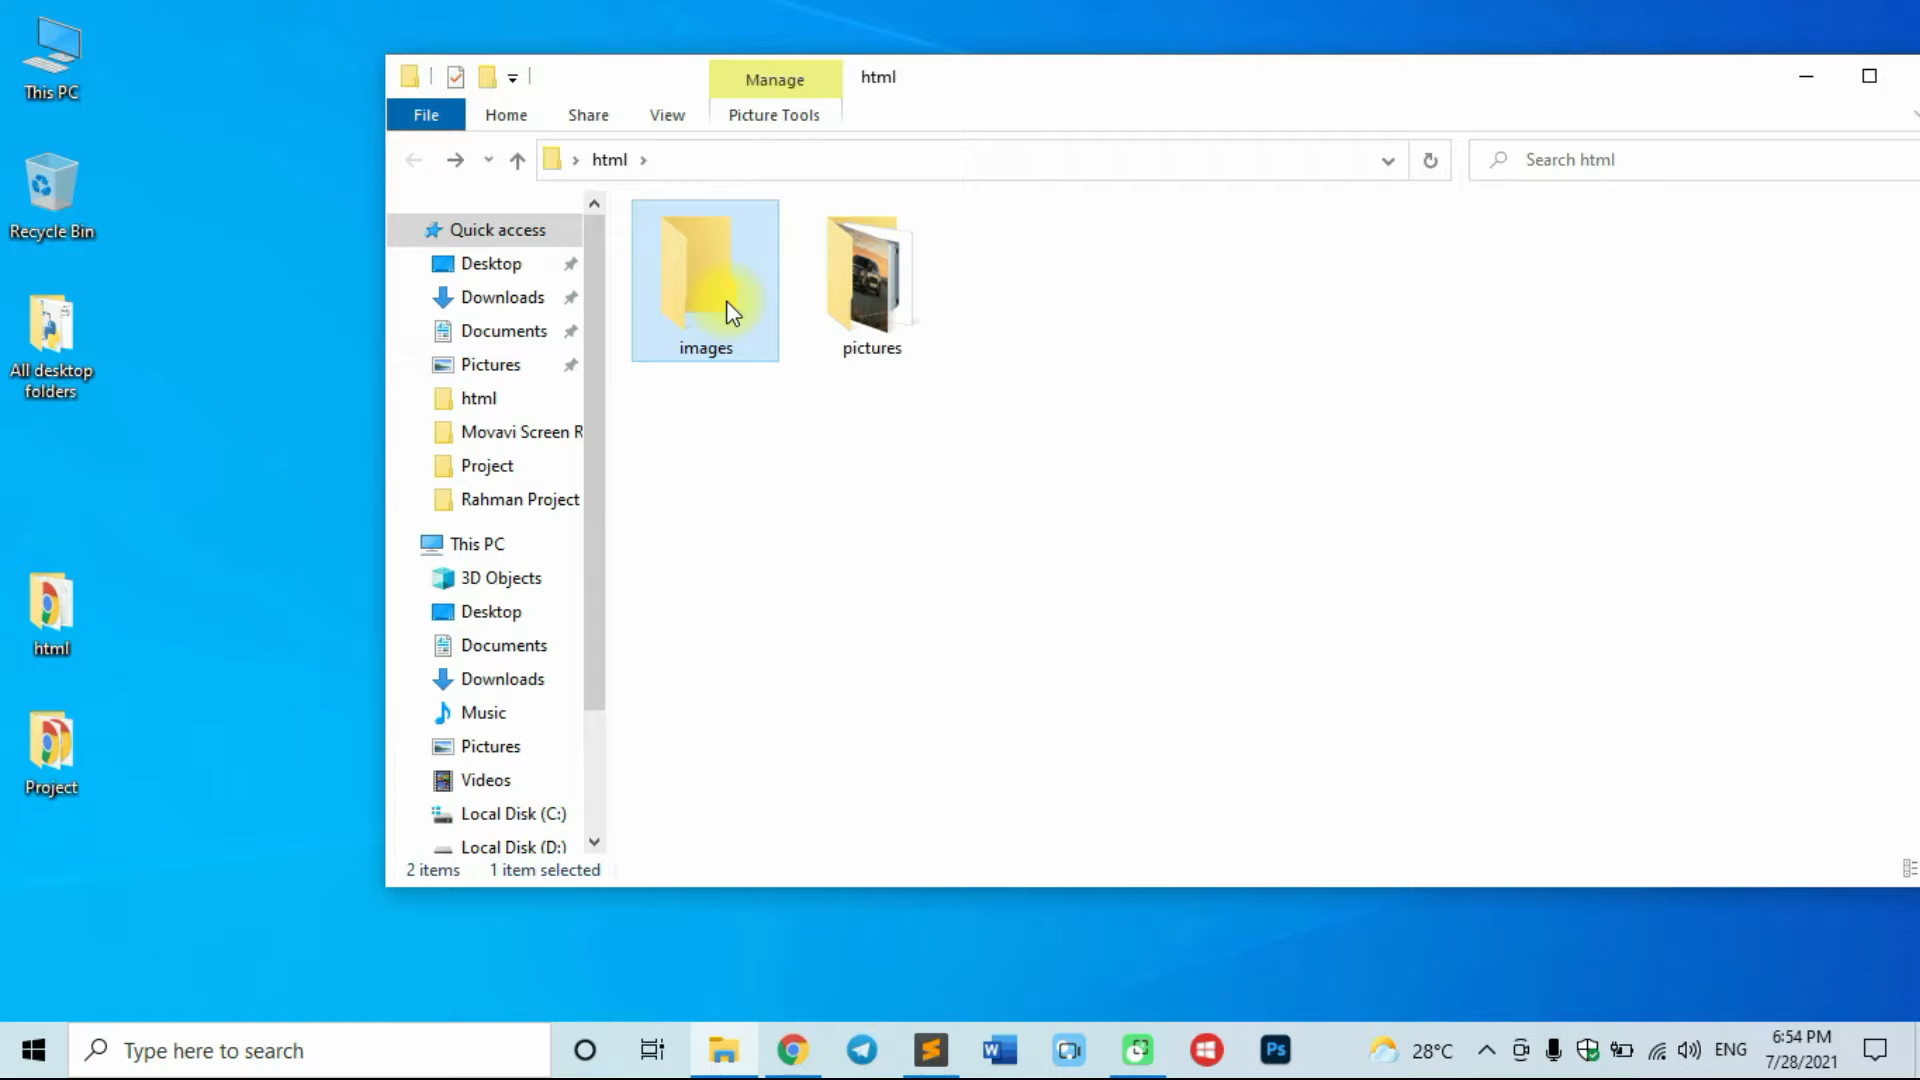 This PC
Recycle Bin
All desktop
folders
html
Project
Manage
html
File
Home
Share
View
Picture Tools
html
Search html
Quick access
Desktop
Downloads
Documents
Pictures
html
Movavi Screen R
Project
Rahman Project
This PC
3D Objects
Desktop
Documents
Downloads
Music
Pictures
Videos
Local Disk (C:)
Local Disk (D:)
images
pictures
2 items
1 item selected
Type here to search
W
Ps
28°C
ENG
6:54 PM
7/28/2021